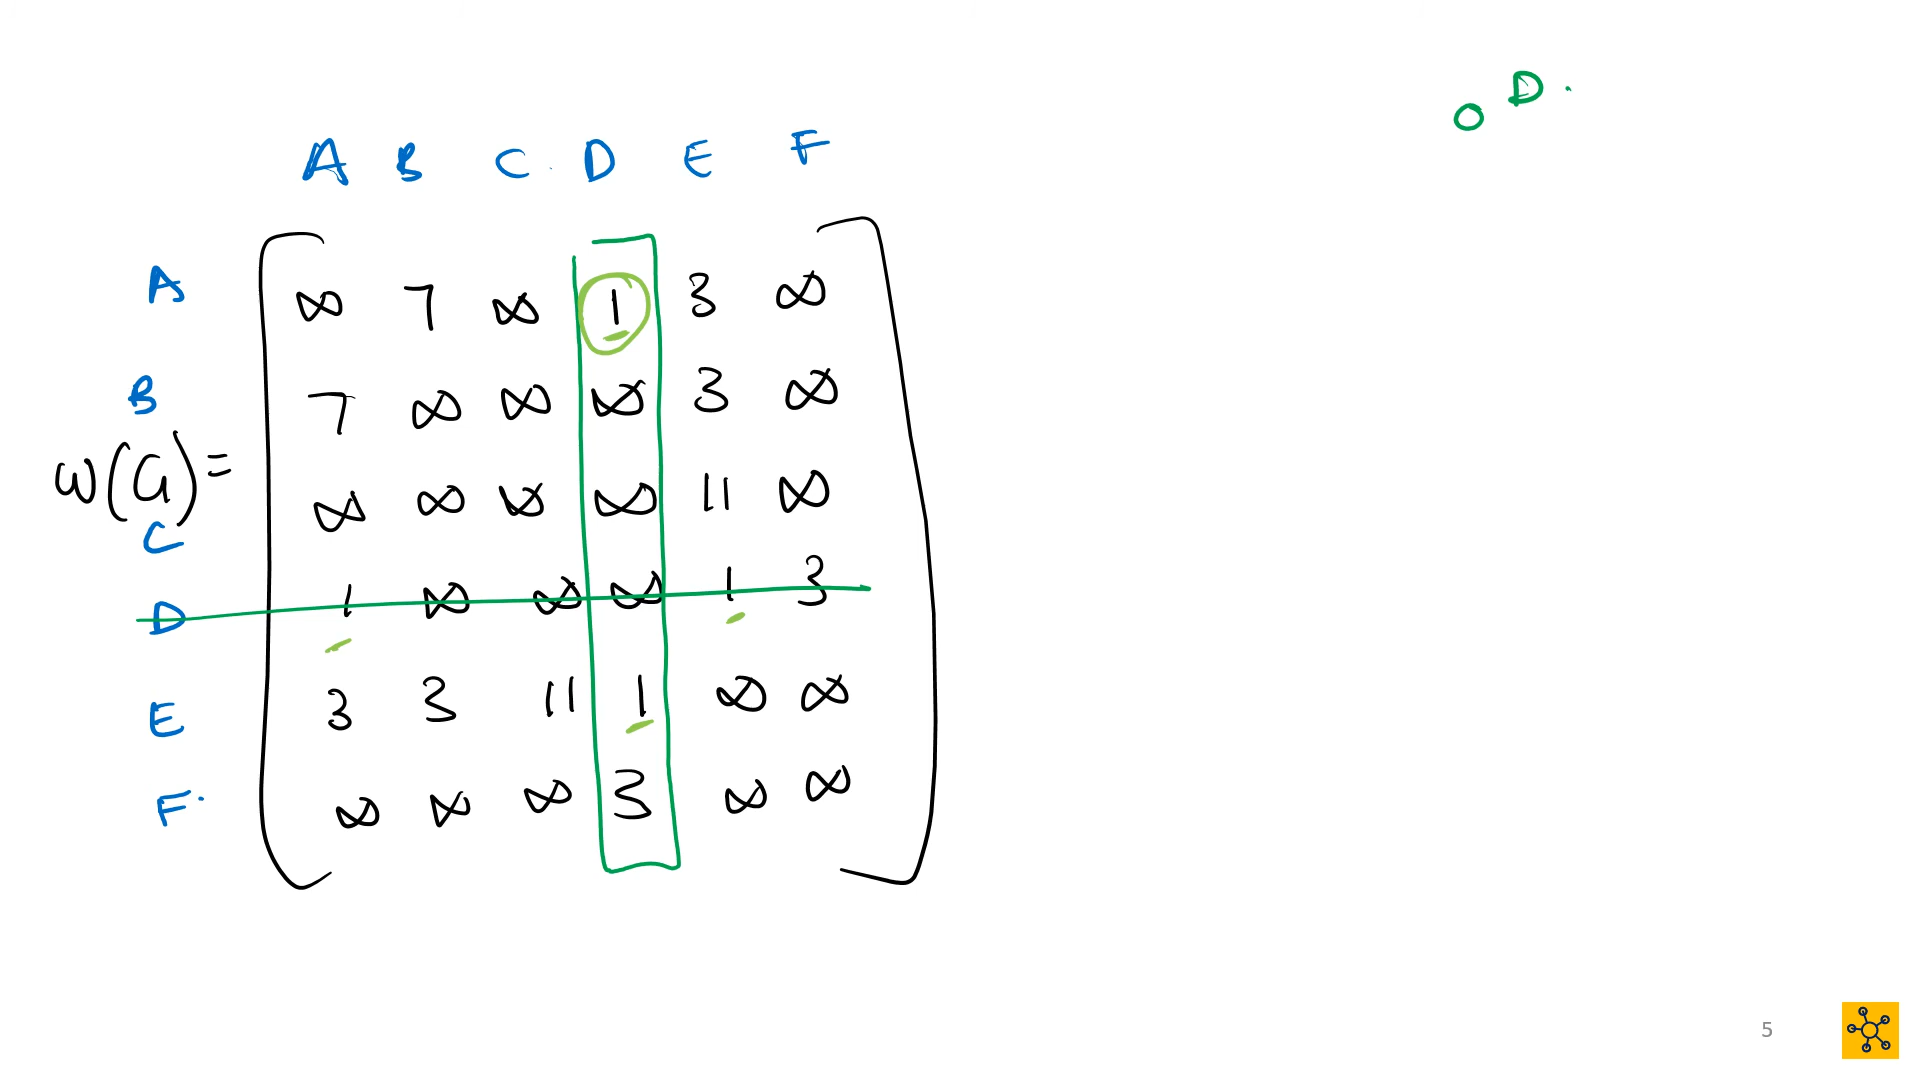 D.
A B C. D E F
A ∞ 7 ∞ 1 3 ∞
B 7 ∞ ∞ ∞ 3 ∞
W(G)=
C ∞ ∞ ∞ ∞ 11 ∞
D 1 ∞ ∞ ∞ 1 3
E 3 3 11 1 ∞ ∞
F. ∞ ∞ ∞ 3 ∞ ∞
5